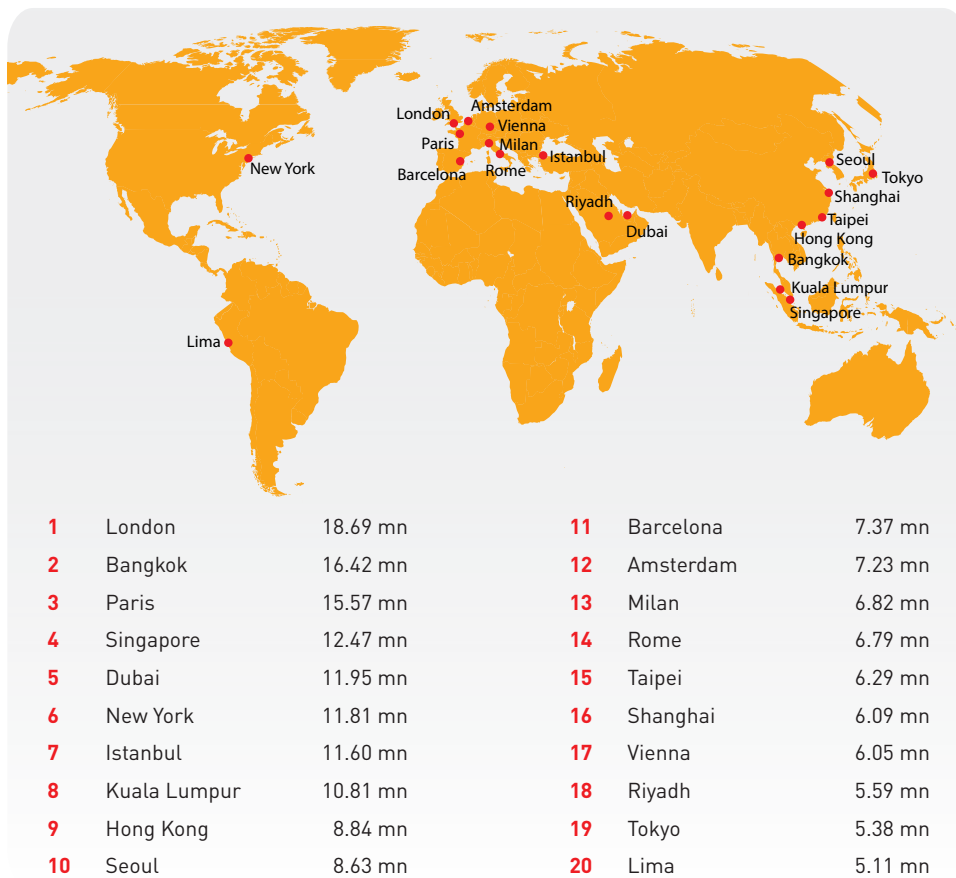 London
Amsterdam
Vienna
Paris
Milan
Istanbul
Barcelona
Rome
New York
Seoul
Tokyo
Shanghai
Riyadh
Dubai
Taipei
Hong Kong
Bangkok
Kuala Lumpur
Singapore
Lima
1 London 18.69 mn
2 Bangkok 16.42 mn
3 Paris 15.57 mn
4 Singapore 12.47 mn
5 Dubai 11.95 mn
6 New York 11.81 mn
7 Istanbul 11.60 mn
8 Kuala Lumpur 10.81 mn
9 Hong Kong 8.84 mn
10 Seoul 8.63 mn
11 Barcelona 7.37 mn
12 Amsterdam 7.23 mn
13 Milan 6.82 mn
14 Rome 6.79 mn
15 Taipei 6.29 mn
16 Shanghai 6.09 mn
17 Vienna 6.05 mn
18 Riyadh 5.59 mn
19 Tokyo 5.38 mn
20 Lima 5.11 mn